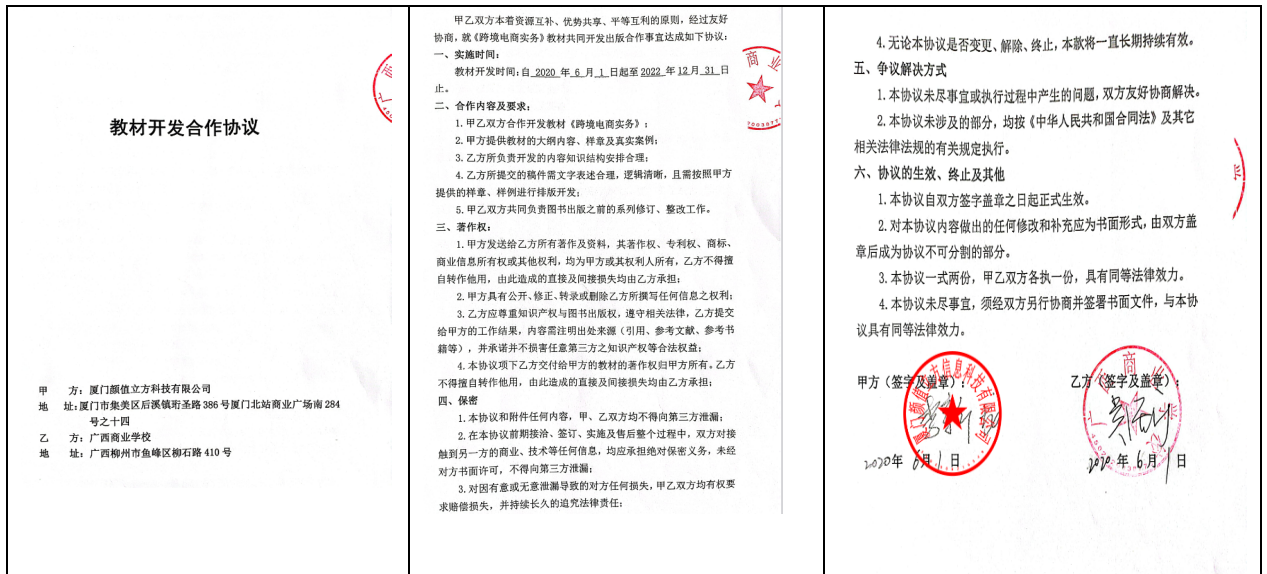 教材开发合作协议
甲 方：厦门颜值立方科技有限公司
地 址：厦门市集美区后溪镇珩圣路386号厦门北站商业广场南284
号之十四
乙 方：广西商业学校
地 址：广西柳州市鱼峰区柳石路410号
甲乙双方本着资源互补、优势共享、平等互利的原则，经过友好
协商，就《跨境电商实务》教材共同开发出版合作事宜达成如下协议：
一、实施时间：
教材开发时间：自 2020 年 6 月 1 日起至 2022 年 12 月 31 日
止。
二、合作内容及要求：
1.甲乙双方合作开发教材《跨境电商实务》；
2.甲方提供教材的大纲内容、样章及真实案例；
3.乙方所负责开发的内容知识结构安排合理；
4.乙方所提交的稿件需文字表述合理，逻辑清晰，且需按照甲方
提供的样章、样例进行排版开发；
5.甲乙双方共同负责图书出版之前的系列修订、整改工作。
三、著作权：
1.甲方发送给乙方所有著作及资料，其著作权、专利权、商标、
商业信息所有权或其他权利，均为甲方或其权利人所有，乙方不得擅
自转作他用，由此造成的直接及间接损失均由乙方承担；
2.甲方具有公开、修正、转录或删除乙方所撰写任何信息之权利；
3.乙方应尊重知识产权与图书出版权，遵守相关法律，乙方提交
给甲方的工作结果，内容需注明出处来源（引用、参考文献、参考书
籍等），并承诺并不损害任意第三方之知识产权等合法权益；
4.本协议项下乙方交付给甲方的教材的著作权归甲方所有。乙方
不得擅自转作他用，由此造成的直接及间接损失均由乙方承担；
四、保密
1.本协议和附件任何内容，甲、乙双方均不得向第三方泄漏；
2.在本协议前期接洽、签订、实施及售后整个过程中，双方对接
触到另一方的商业、技术等任何信息，均应承担绝对保密义务，未经
对方书面许可，不得向第三方泄漏；
3.对因有意或无意泄漏导致的对方任何损失，甲乙双方均有权要
求赔偿损失，并持续长久的追究法律责任；
4.无论本协议是否变更、解除、终止，本款将一直长期持续有效。
五、争议解决方式
1.本协议未尽事宜或执行过程中产生的问题，双方友好协商解决。
2.本协议未涉及的部分，均按《中华人民共和国合同法》及其它
相关法律法规的有关规定执行。
六、协议的生效、终止及其他
1.本协议自双方签字盖章之日起正式生效。
2.对本协议内容做出的任何修改和补充应为书面形式，由双方盖
章后成为协议不可分割的部分。
3.本协议一式两份，甲乙双方各执一份，具有同等法律效力。
4.本协议未尽事宜，须经双方另行协商并签署书面文件，与本协
议具有同等法律效力。
甲方（签字及盖章）： 乙方（签字及盖章）：
2020年 6月1日 2020年6月1日